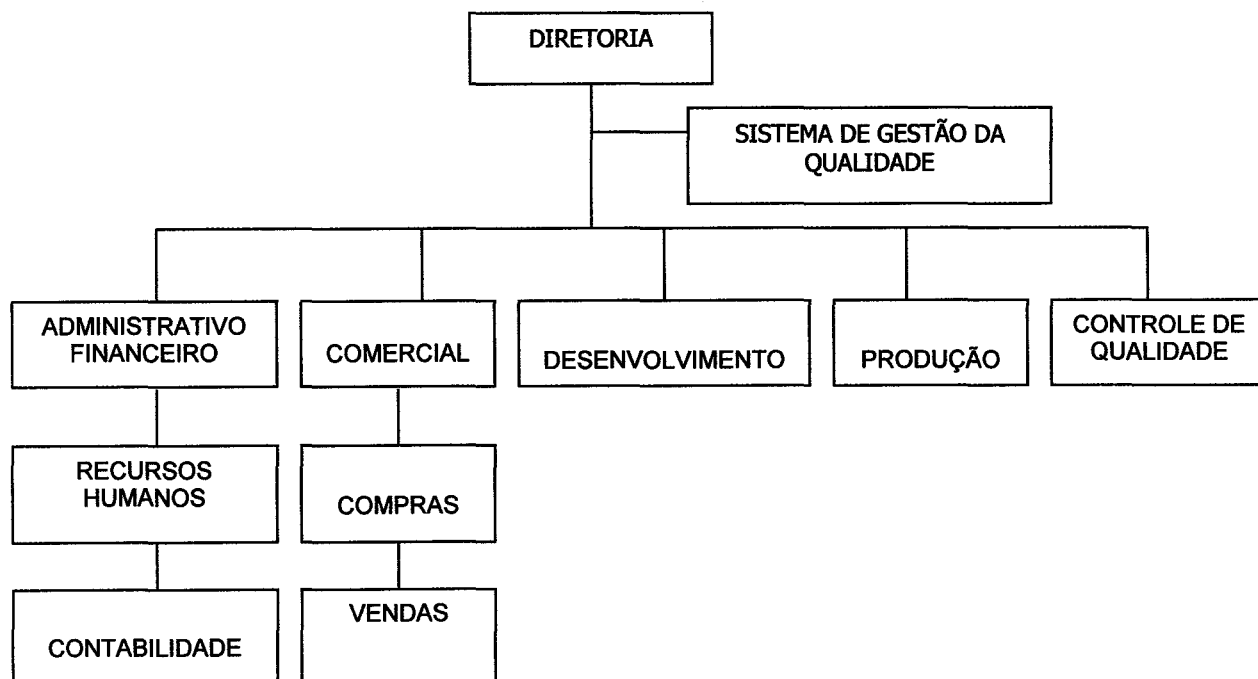 DIRETORIA
SISTEMA DE GESTÃO DA
QUALIDADE
ADMINISTRATIVO
FINANCEIRO
COMERCIAL
DESENVOLVIMENTO
PRODUÇÃO
CONTROLE DE
QUALIDADE
RECURSOS
HUMANOS
COMPRAS
CONTABILIDADE
VENDAS